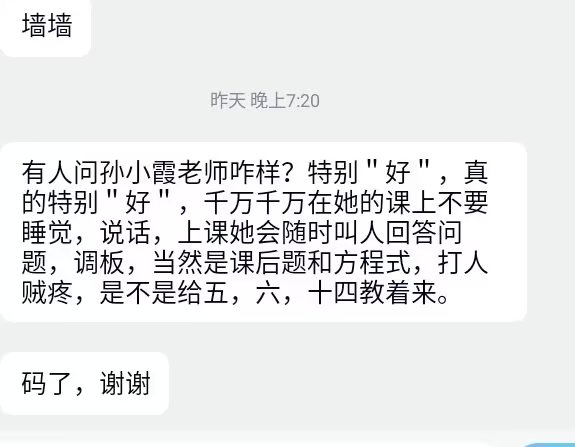 墙墙
昨天 晚上7:20
有人问孙小霞老师咋样？特别＂好＂，真
的特别＂好＂，千万千万在她的课上不要
睡觉，说话，上课她会随时叫人回答问
题，调板，当然是课后题和方程式，打人
贼疼，是不是给五，六，十四教着来。
码了，谢谢